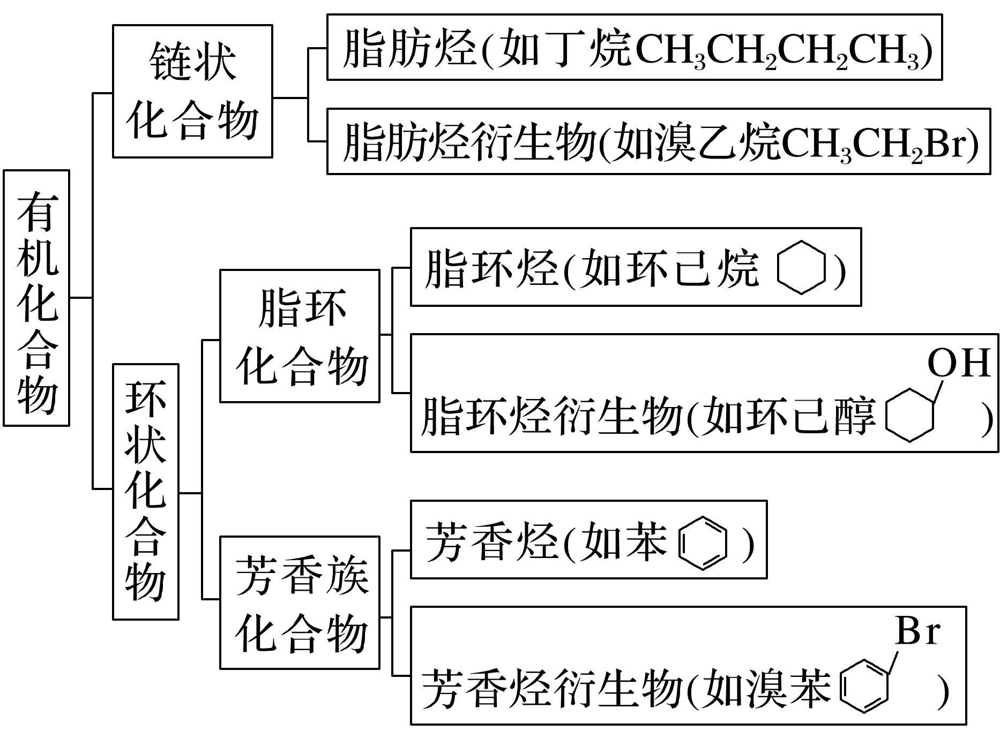 有机化合物
链状
化合物
脂肪烃(如丁烷CH₃CH₂CH₂CH₃)
脂肪烃衍生物(如溴乙烷CH₃CH₂Br)
环状化合物
脂环
化合物
脂环烃(如环己烷 )
OH
脂环烃衍生物(如环己醇 )
芳香族
化合物
芳香烃(如苯 )
Br
芳香烃衍生物(如溴苯 )